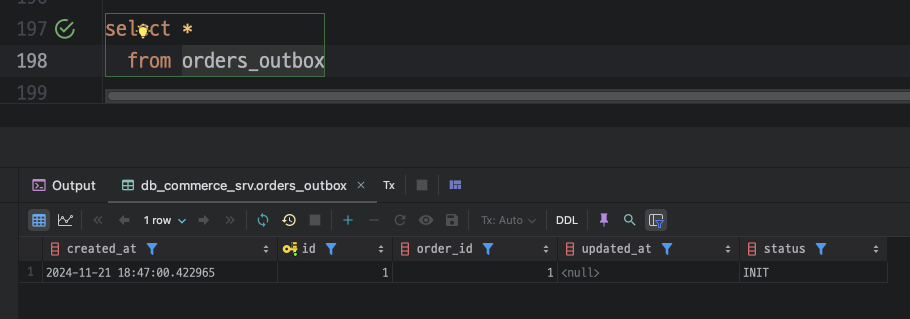 197 select *
198 from orders_outbox
199
Output db_commerce_srv.orders_outbox × Tx
1 row Tx: Auto DDL
created_at id order_id updated_at status
1 2024-11-21 18:47:00.422965 1 1 <null> INIT